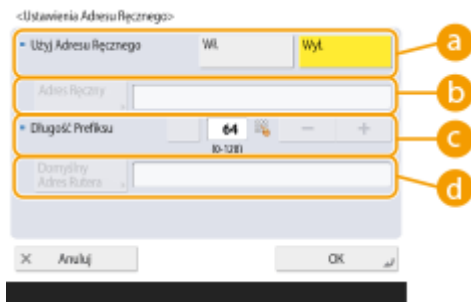 <Ustawienia Adresu Ręcznego>
Użyj Adresu Ręcznego Wł. Wył. a
Adres Ręczny b
Długość Prefiksu 64 − + c
(0-128)
Domyślny
Adres Rutera d
× Anuluj OK